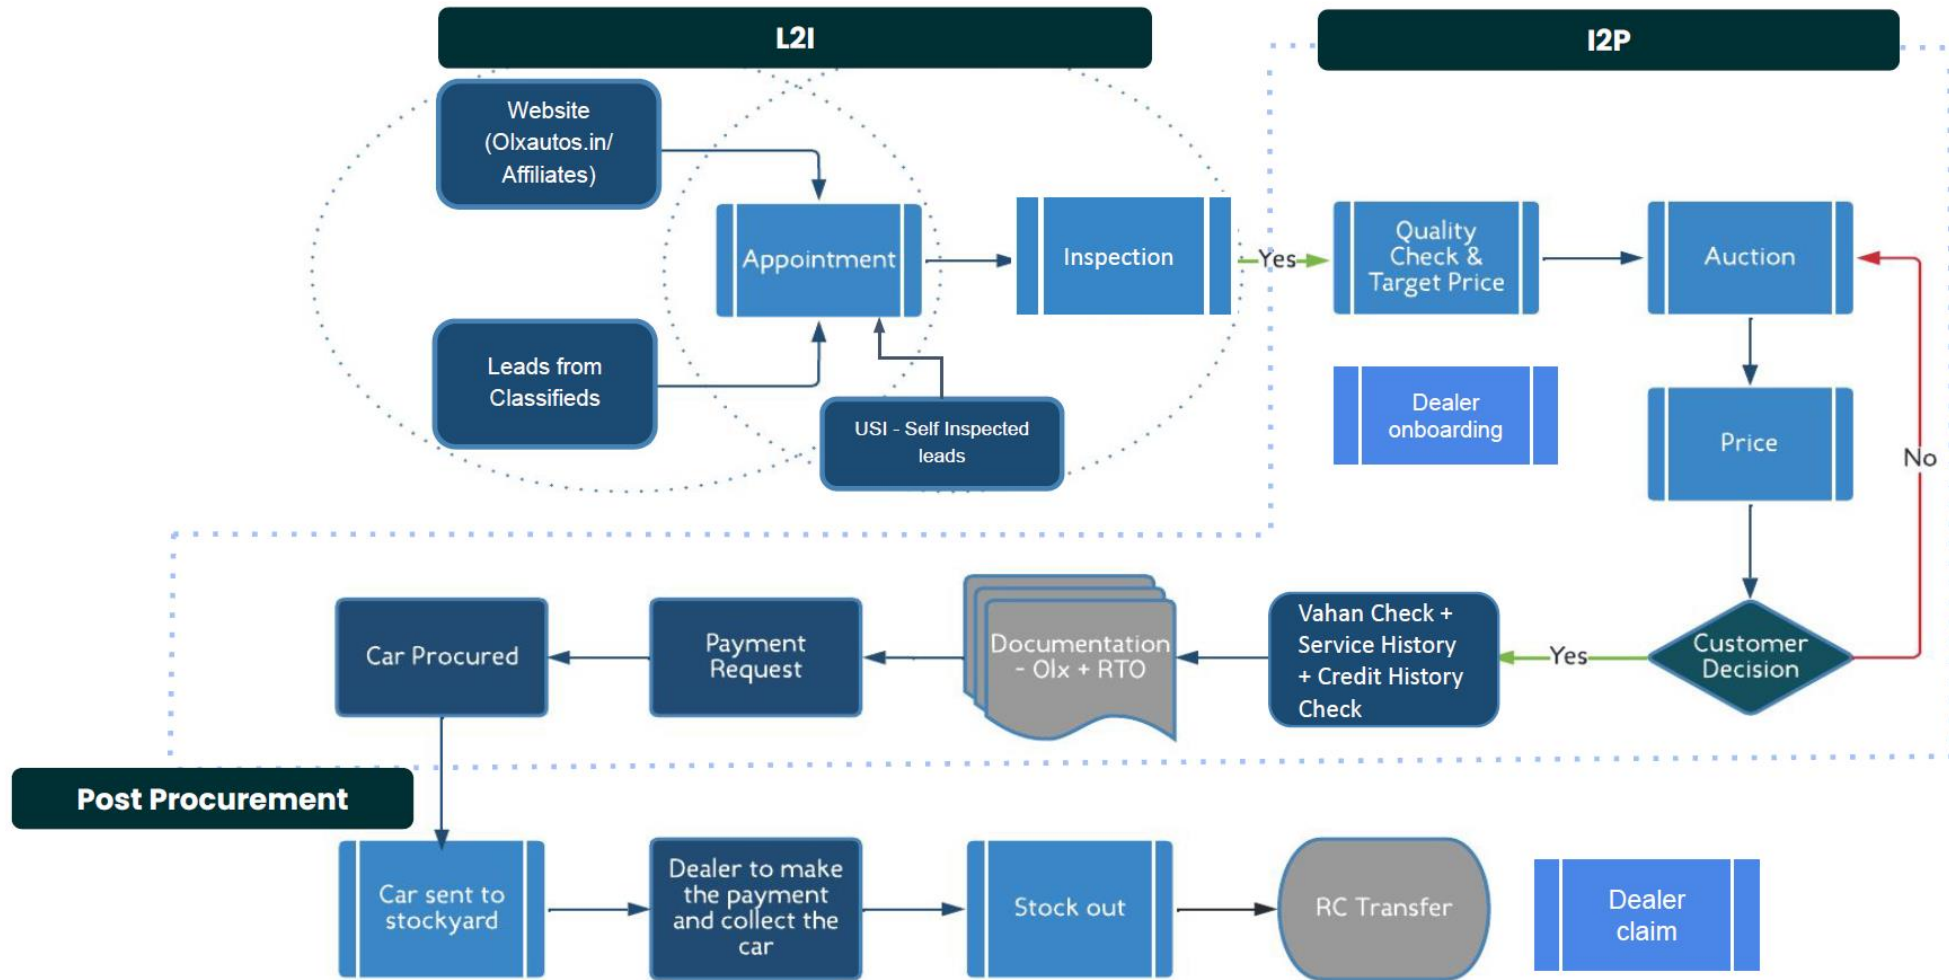 L2I
I2P
Website
(Olxautos.in/
Affiliates)
Appointment
Inspection
Yes
Quality
Check &
Target Price
Auction
Leads from
Classifieds
USI - Self Inspected
leads
Dealer
onboarding
Price
No
Car Procured
Payment
Request
Documentation
- Olx + RTO
Vahan Check +
Service History
+ Credit History
Check
Yes
Customer
Decision
Post Procurement
Car sent to
stockyard
Dealer to make
the payment
and collect the
car
Stock out
RC Transfer
Dealer
claim